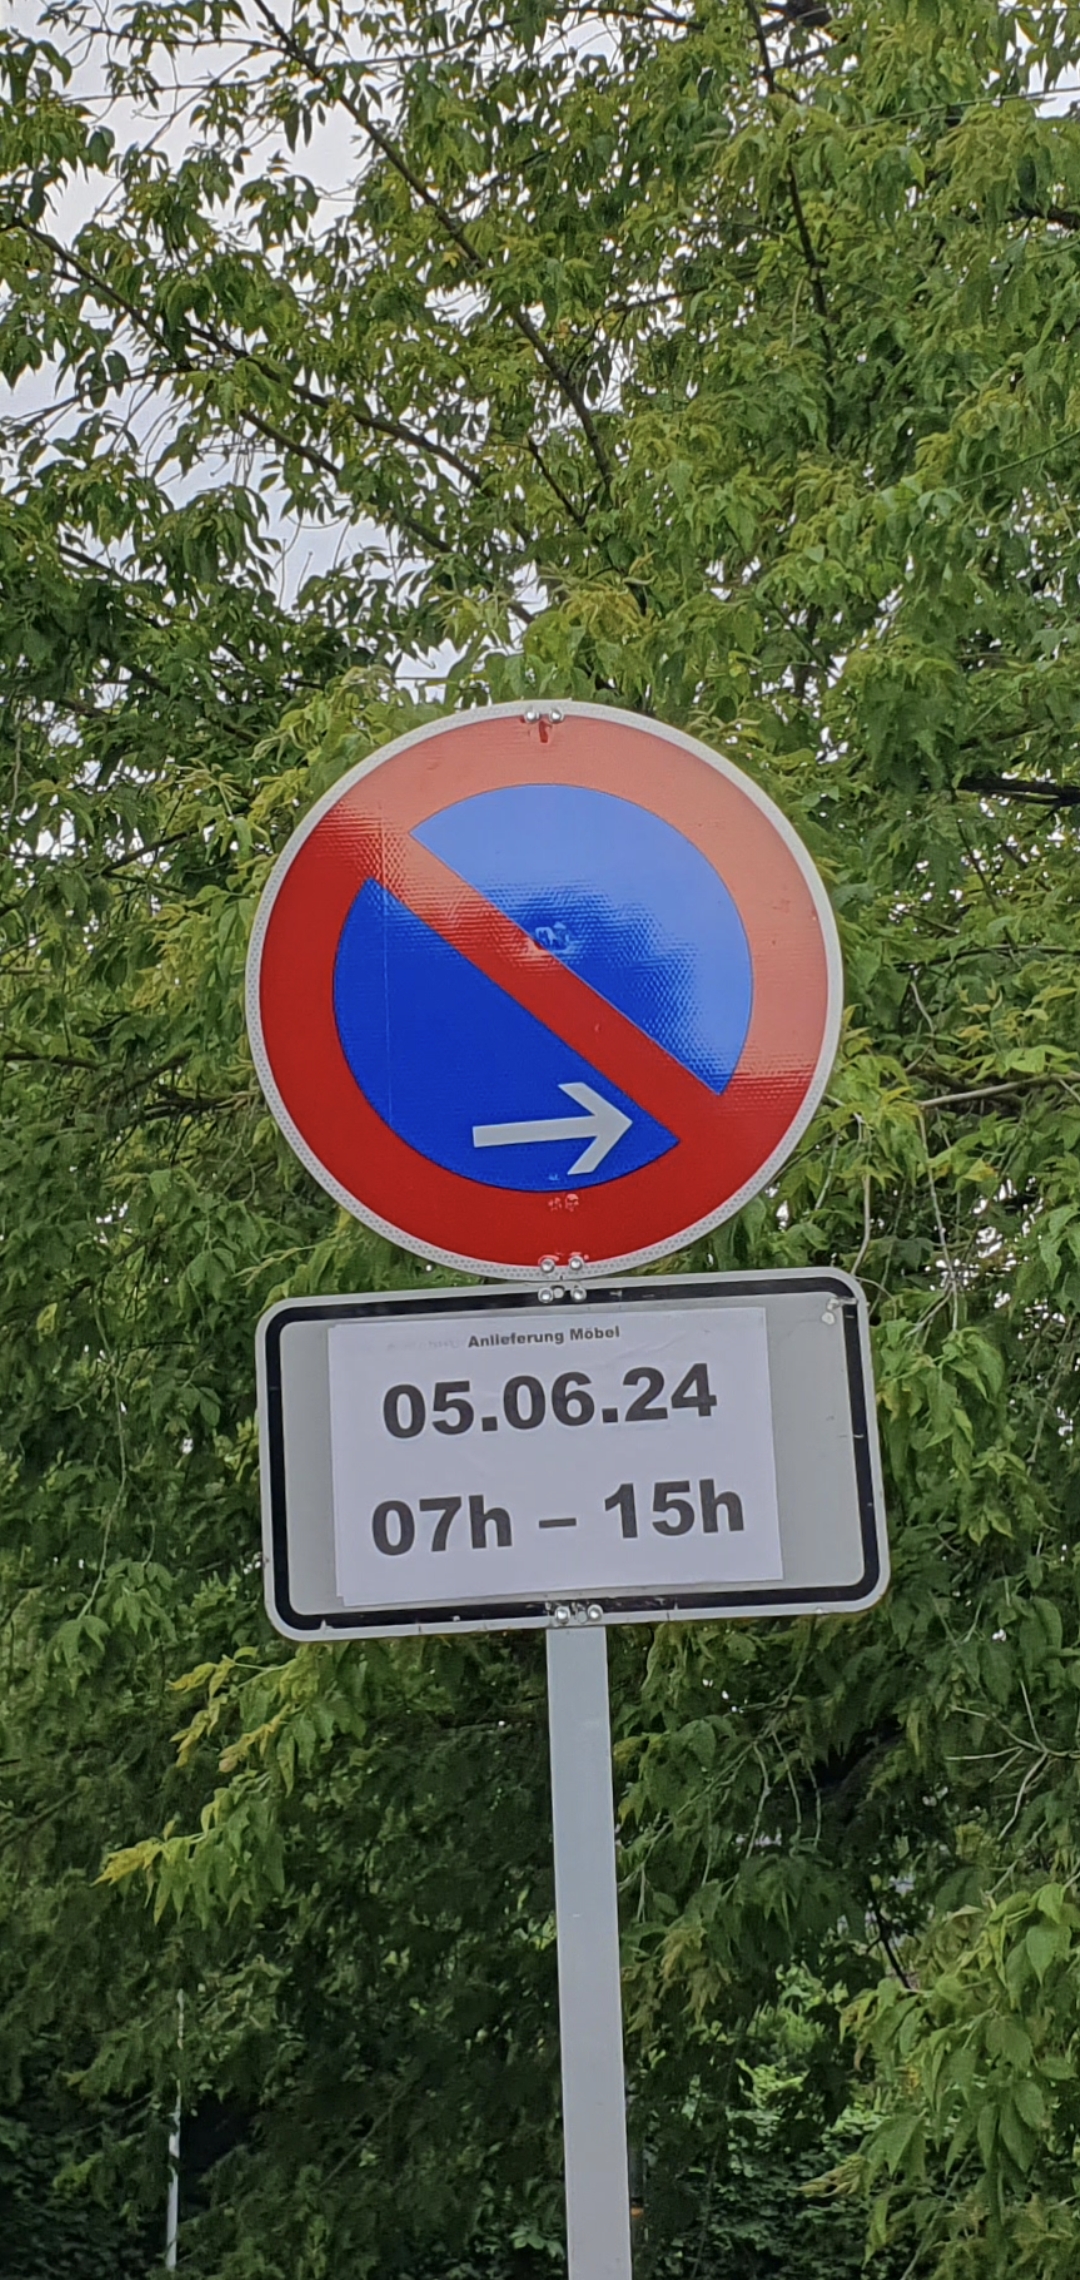 Anlieferung Möbel
05.06.24
07h – 15h